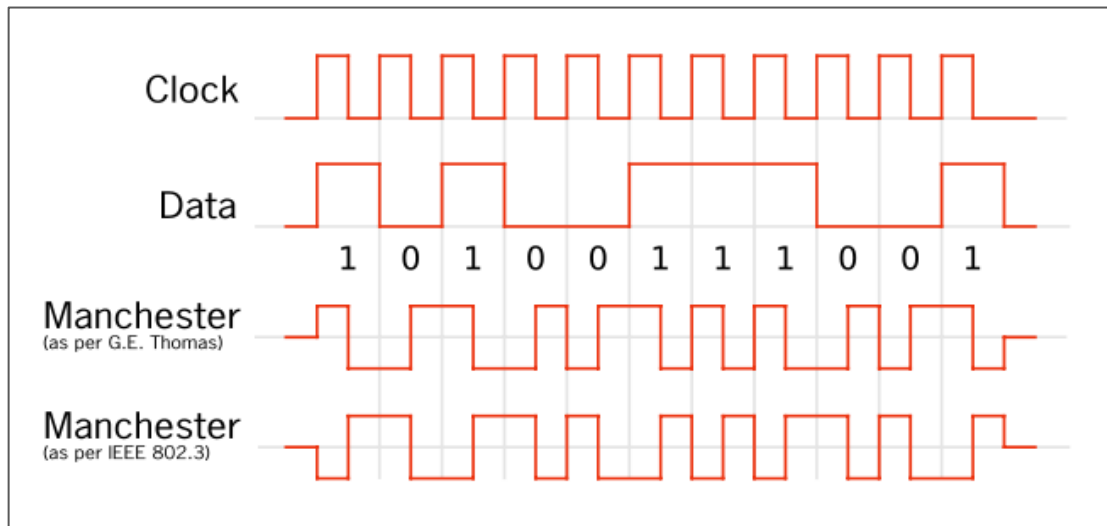 Clock
Data
1 0 1 0 0 1 1 1 0 0 1
Manchester
(as per G.E. Thomas)
Manchester
(as per IEEE 802.3)